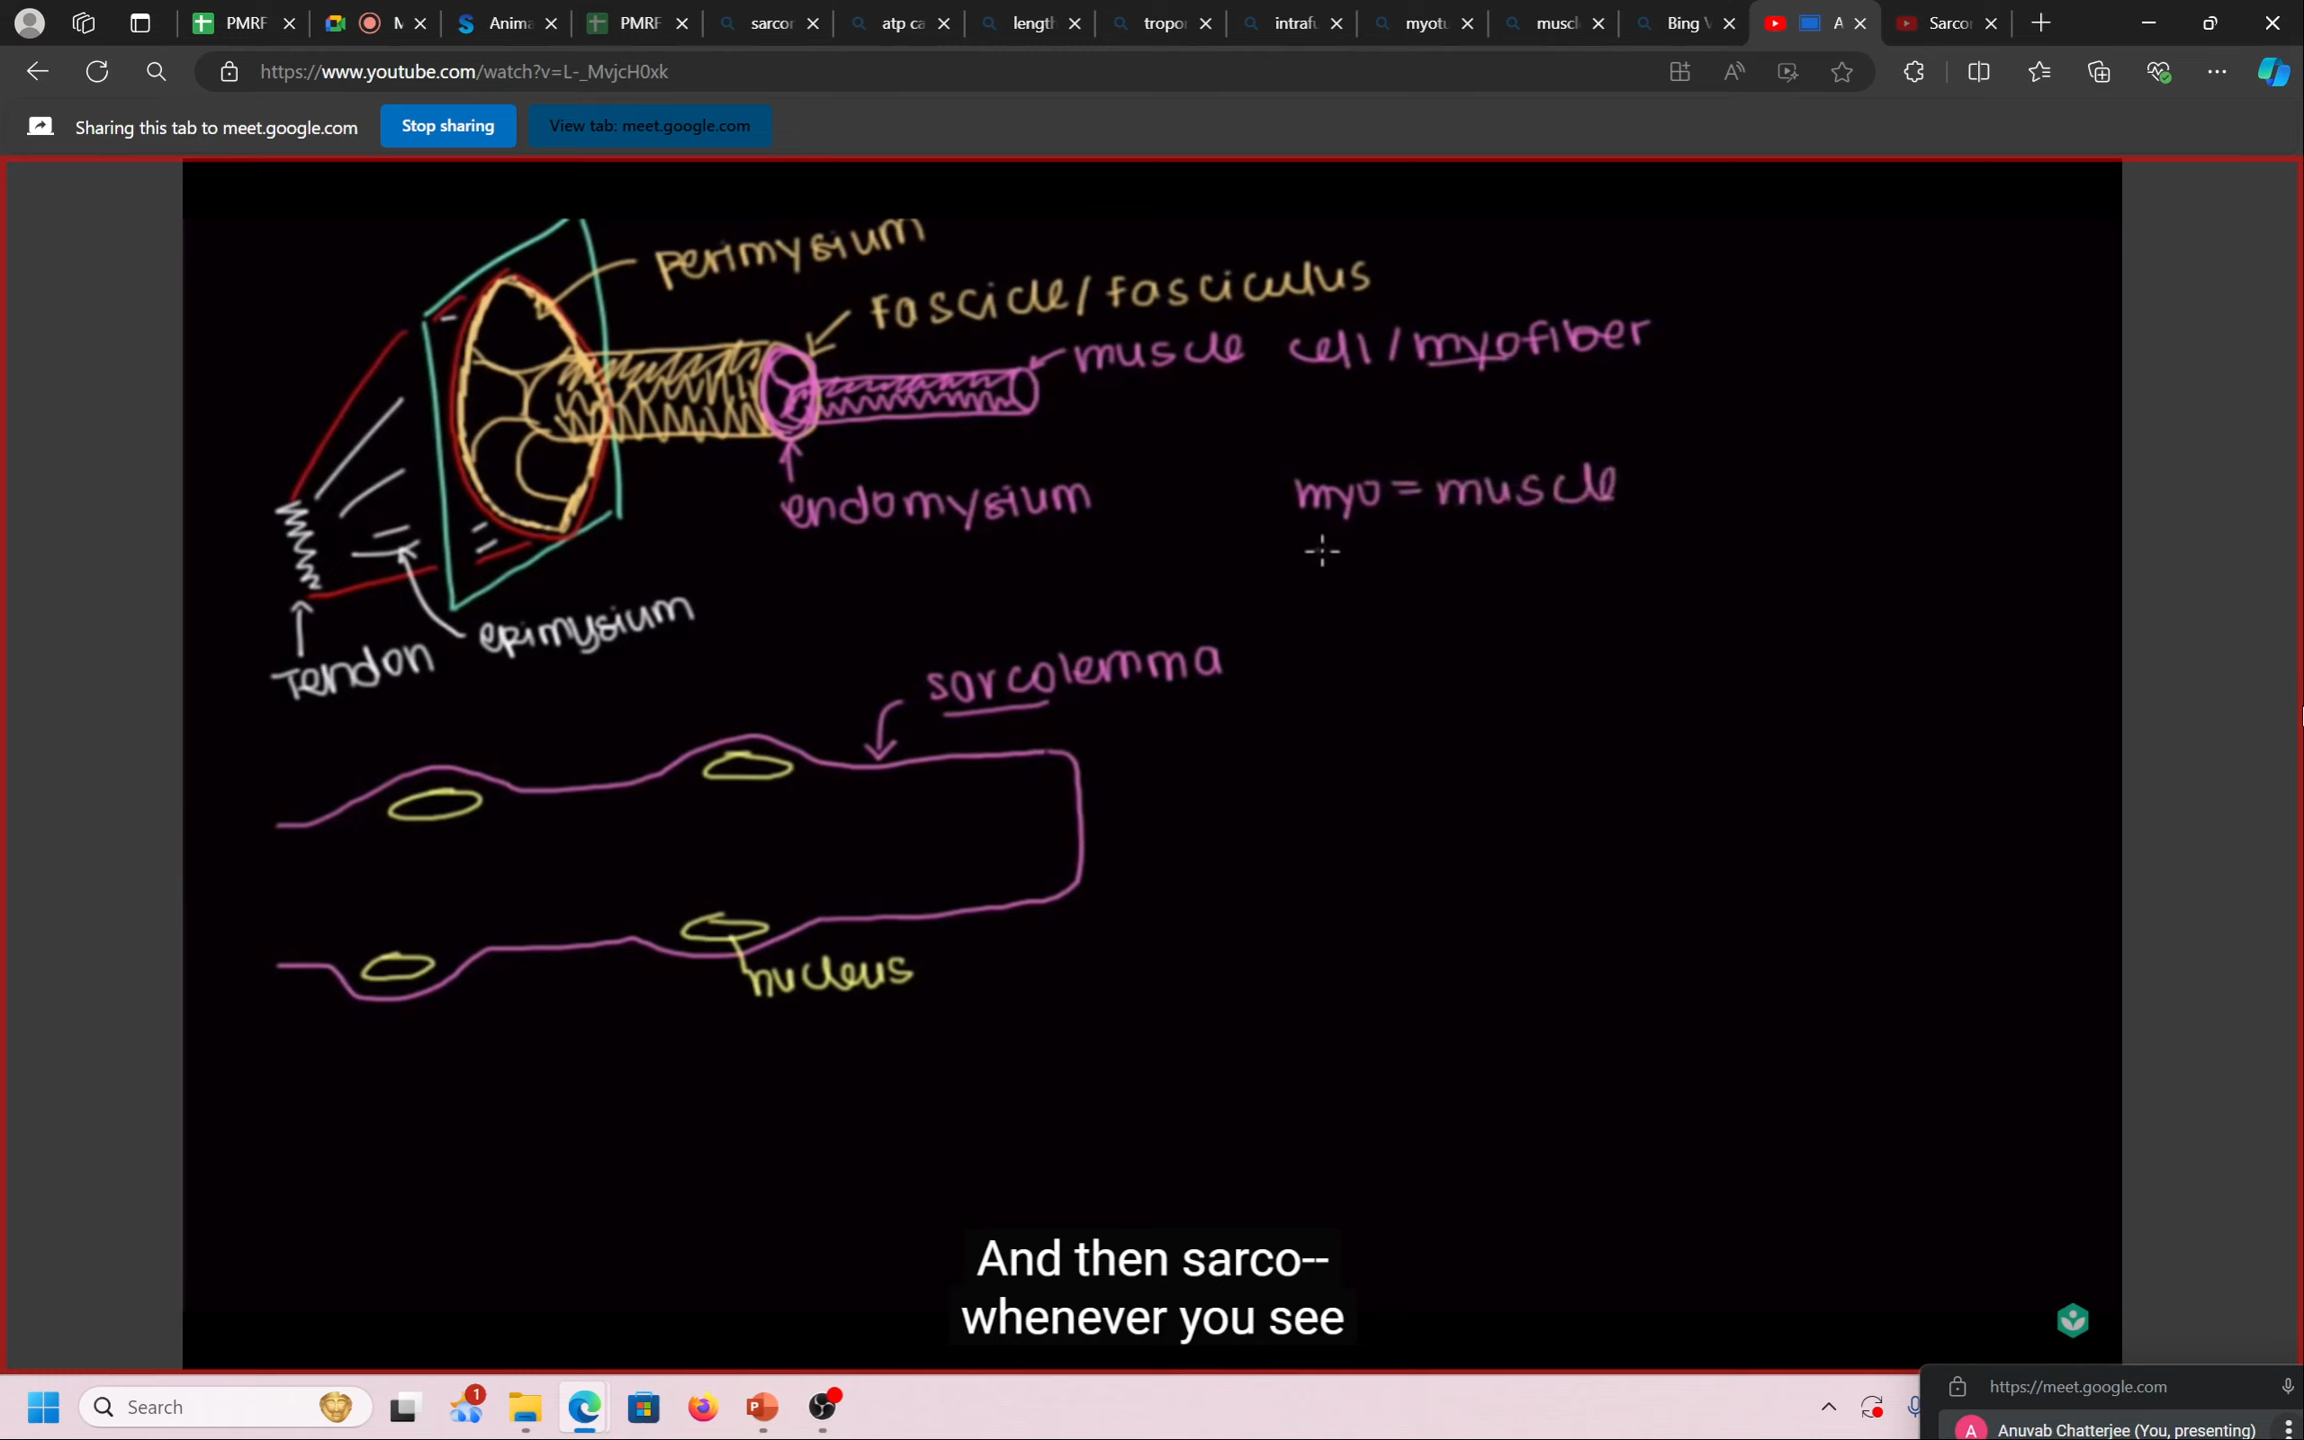 PMRF
M
Anima
PMRF
sarcor
atp ca
length
tropo
intrafu
myotu
muscl
Bing V
A
Sarco
https://www.youtube.com/watch?v=L-_MvjcH0xk
Sharing this tab to meet.google.com
Stop sharing
View tab: meet.google.com
perimysium
fascicle/fasciculus
muscle cell/myofiber
endomysium
myo = muscle
epimysium
Tendon
sarcolemma
nucleus
And then sarco--
whenever you see
Search
1
https://meet.google.com
A
Anuvab Chatterjee (You, presenting)